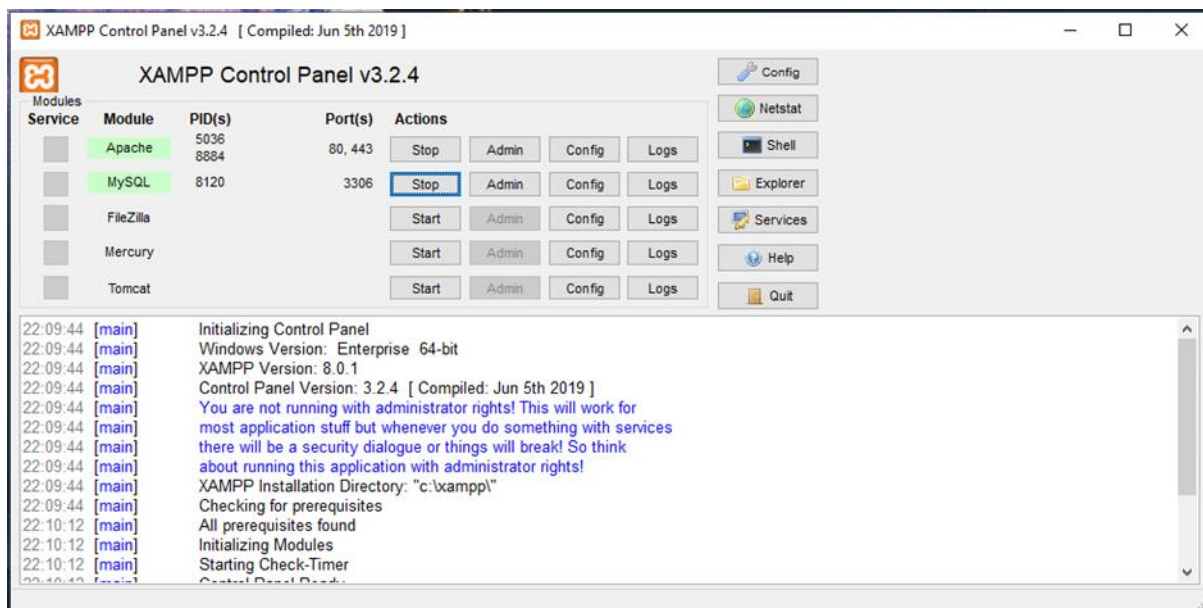 XAMPP Control Panel v3.2.4 [ Compiled: Jun 5th 2019 ]
XAMPP Control Panel v3.2.4
Config
Modules
Service Module PID(s) Port(s) Actions
Netstat
Apache 5036 8884 80, 443 Stop Admin Config Logs
Shell
MySQL 8120 3306 Stop Admin Config Logs
Explorer
FileZilla Start Admin Config Logs
Services
Mercury Start Admin Config Logs
Help
Tomcat Start Admin Config Logs
Quit
22:09:44 [main] Initializing Control Panel
22:09:44 [main] Windows Version: Enterprise 64-bit
22:09:44 [main] XAMPP Version: 8.0.1
22:09:44 [main] Control Panel Version: 3.2.4 [ Compiled: Jun 5th 2019 ]
22:09:44 [main] You are not running with administrator rights! This will work for
22:09:44 [main] most application stuff but whenever you do something with services
22:09:44 [main] there will be a security dialogue or things will break! So think
22:09:44 [main] about running this application with administrator rights!
22:09:44 [main] XAMPP Installation Directory: "c:\xampp\"
22:09:44 [main] Checking for prerequisites
22:10:12 [main] All prerequisites found
22:10:12 [main] Initializing Modules
22:10:12 [main] Starting Check-Timer
22:10:12 [main] Control Panel Ready